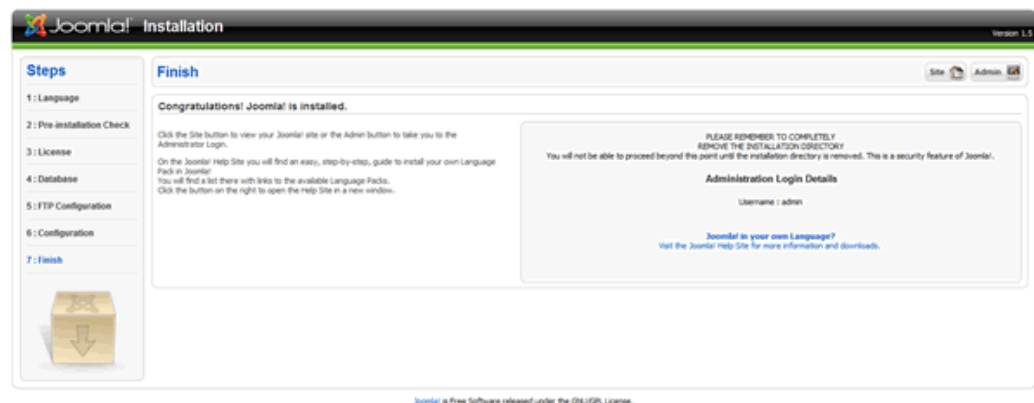 Joomla! Installation
Version 1.5
Steps
1 : Language
2 : Pre-installation Check
3 : License
4 : Database
5 : FTP Configuration
6 : Configuration
7 : Finish
Finish
Site
Admin
Congratulations! Joomla! is installed.
Click the Site button to view your Joomla! site or the Admin button to take you to the
Administrator Login.
On the Joomla! Help Site you will find an easy, step-by-step, guide to install your own Language
Pack in Joomla!
You will find a list there with links to the available Language Packs.
Click the button on the right to open the Help Site in a new window.
PLEASE REMEMBER TO COMPLETELY
REMOVE THE INSTALLATION DIRECTORY
You will not be able to proceed beyond this point until the installation directory is removed. This is a security feature of Joomla!.
Administration Login Details
Username : admin
Joomla! in your own Language?
Visit the Joomla! Help Site for more information and downloads.
Joomla! is Free Software released under the GNU/GPL License.